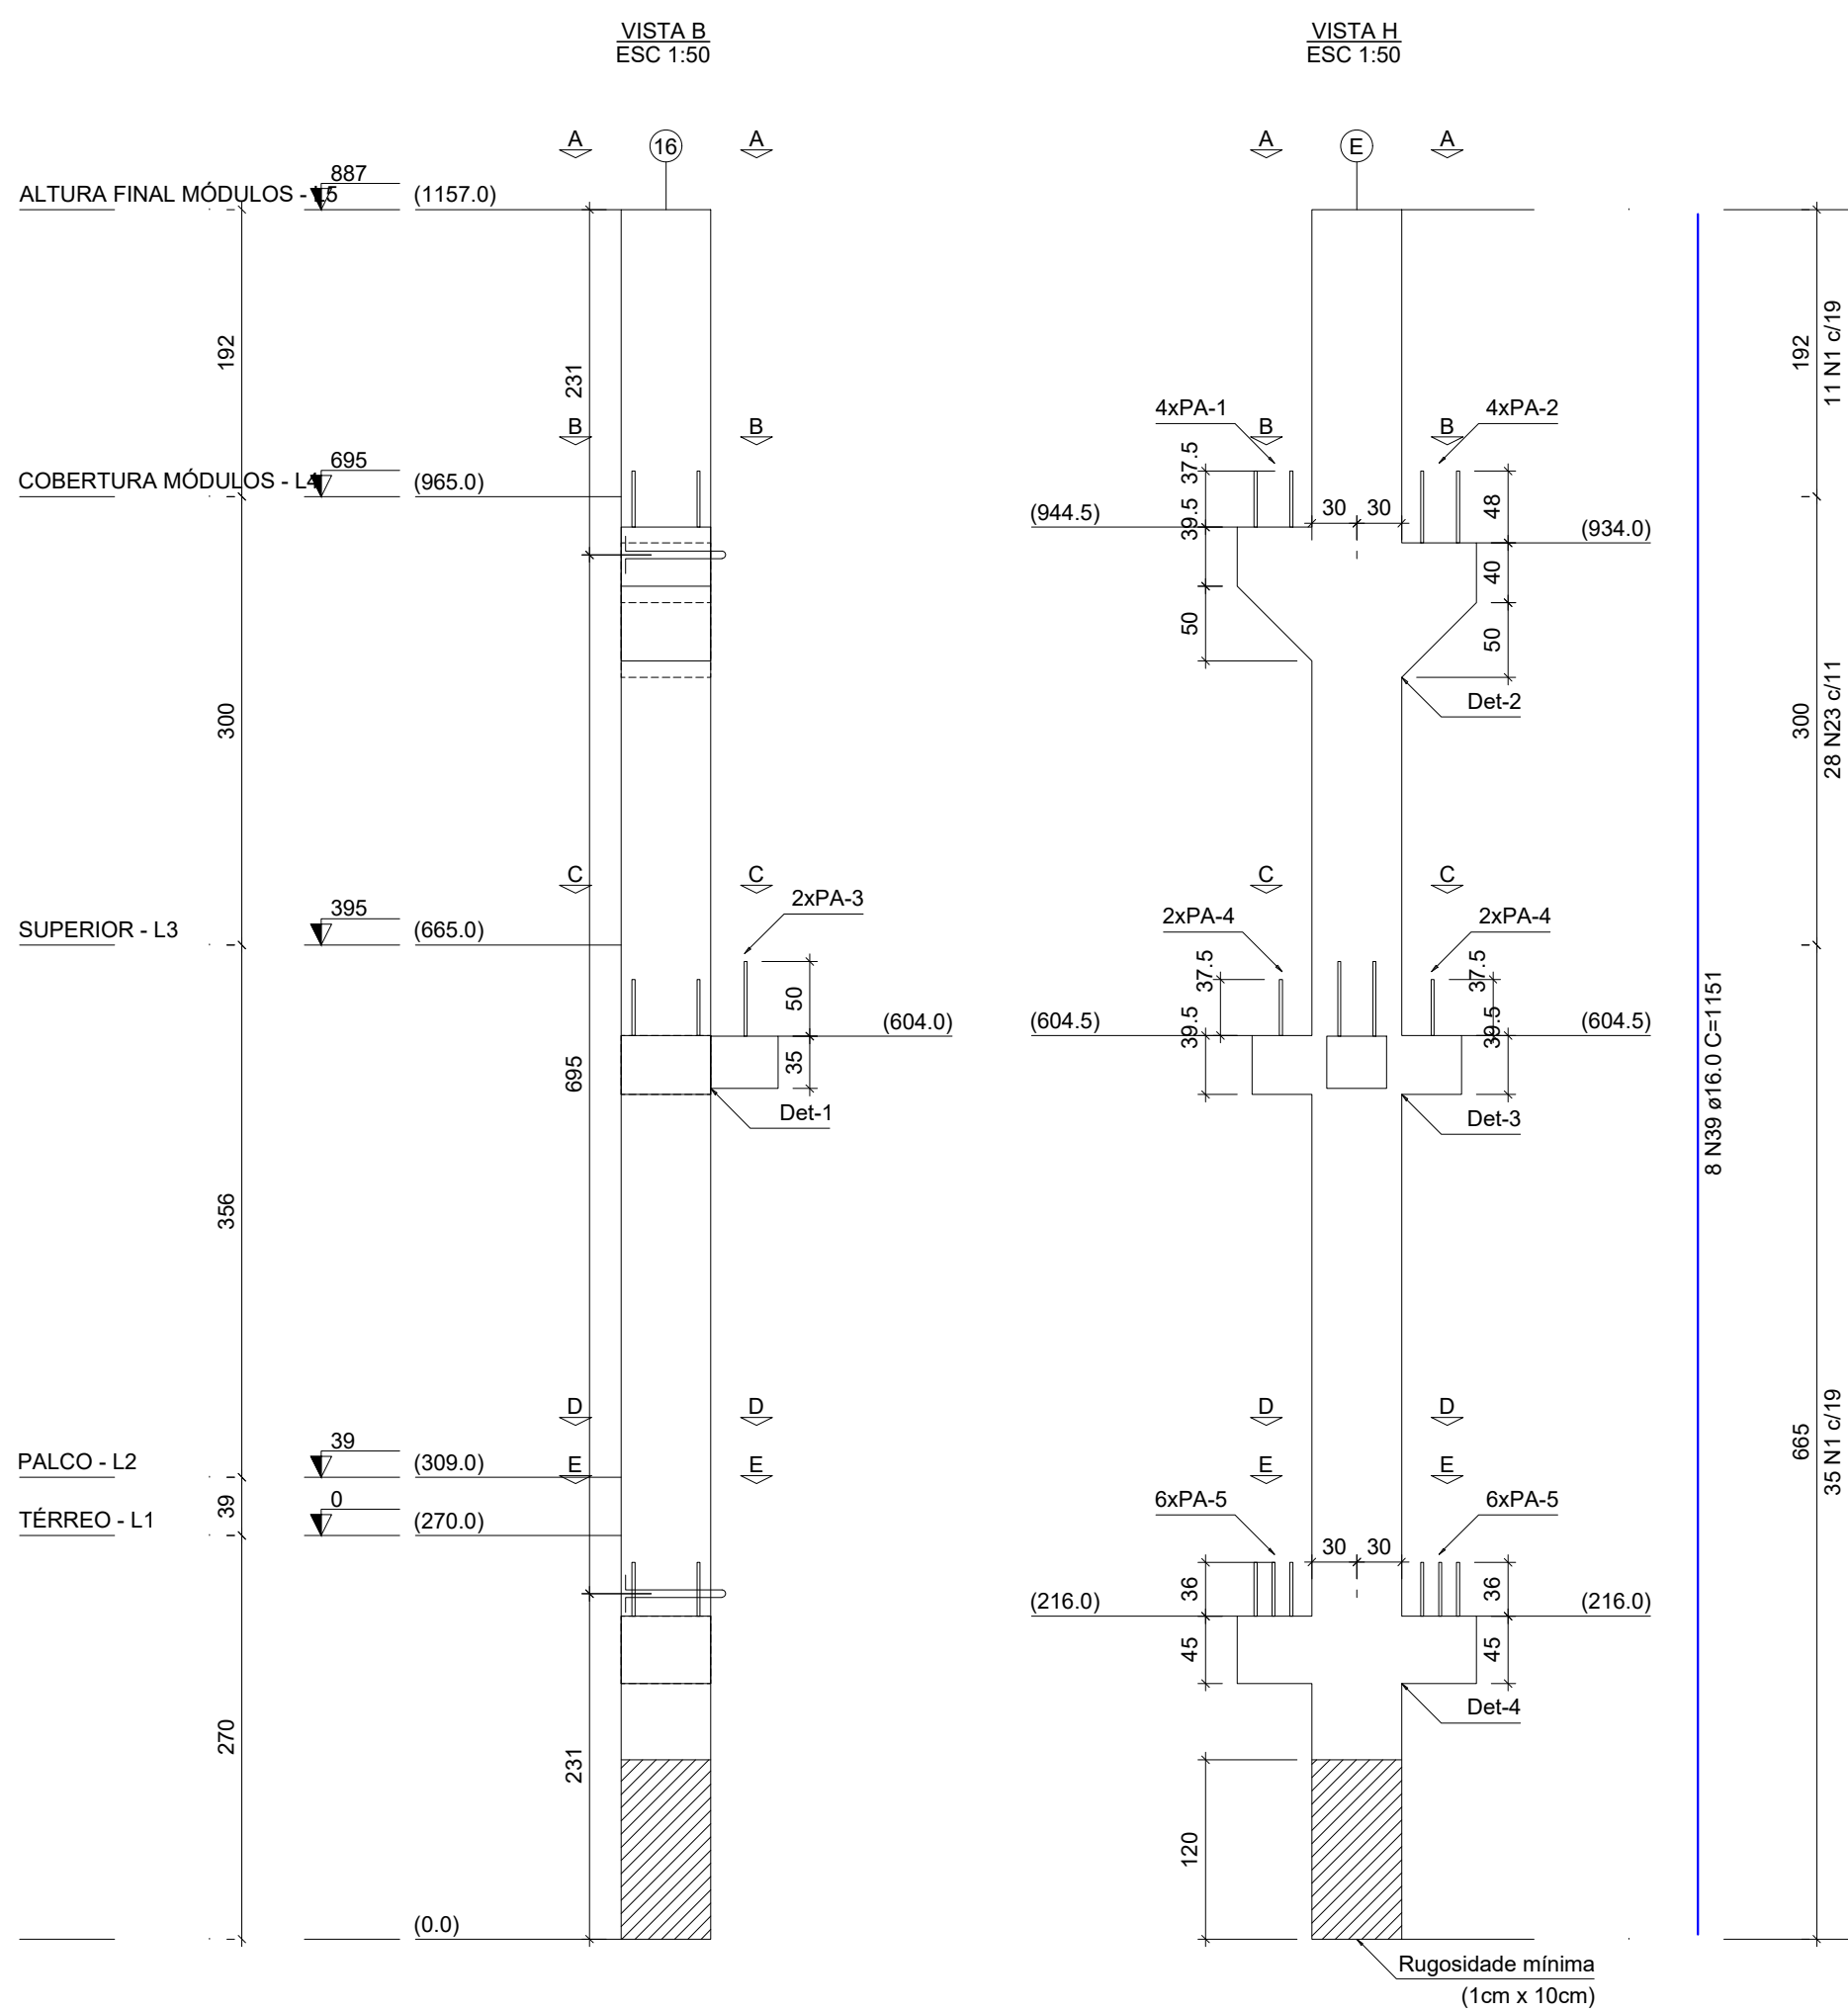 VISTA B
ESC 1:50
VISTA H
ESC 1:50
A
16
A
A
E
A
887
ALTURA FINAL MÓDULOS - L5
(1157.0)
192
231
192
11 N1 c/19
4xPA-1
4xPA-2
B
B
B
B
695
COBERTURA MÓDULOS - L4
(965.0)
37.5
39.5
50
(944.5)
30
30
48
(934.0)
40
50
Det-2
300
300
28 N23 c/11
C
C
C
C
2xPA-3
2xPA-4
2xPA-4
395
SUPERIOR - L3
(665.0)
50
(604.0)
35
Det-1
37.5
39.5
(604.5)
37.5
39.5
(604.5)
Det-3
8 N39 ø16.0 C=1151
695
356
D
D
D
D
39
PALCO - L2
(309.0)
E
E
E
E
39
0
TÉRREO - L1
(270.0)
665
35 N1 c/19
6xPA-5
6xPA-5
30
30
36
36
(216.0)
(216.0)
45
45
Det-4
270
231
120
(0.0)
Rugosidade mínima
(1cm x 10cm)